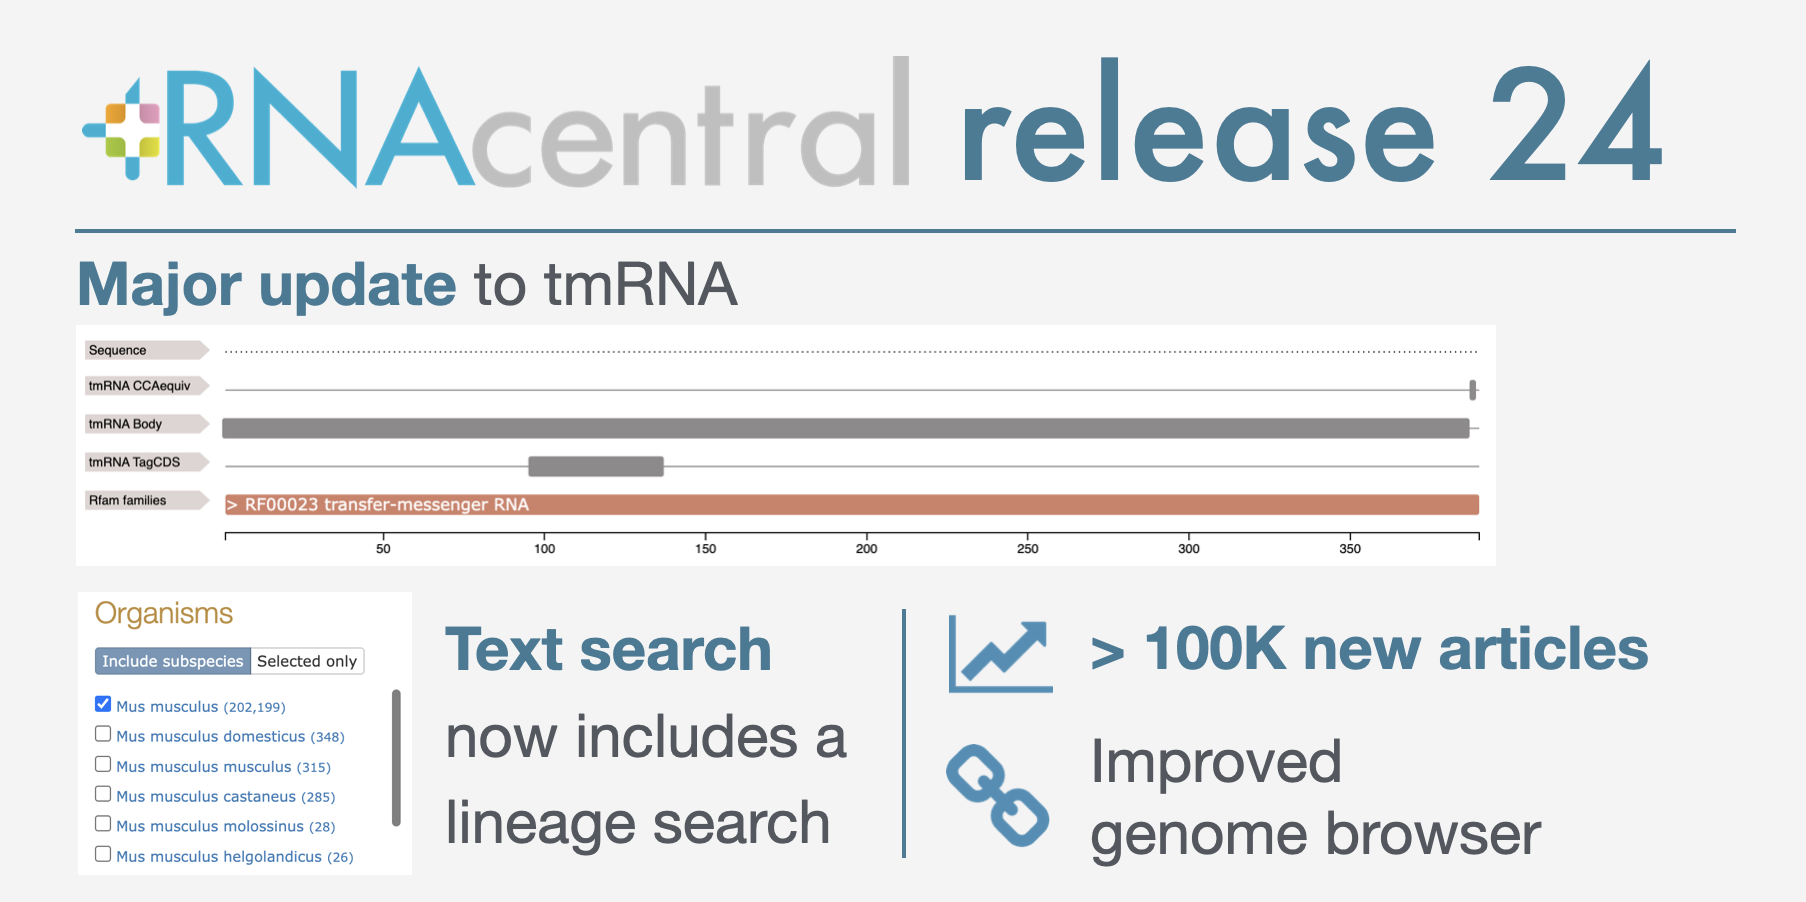 RNAcentral release 24
Major update to tmRNA
Sequence
tmRNA CCAequiv
tmRNA Body
tmRNA TagCDS
Rfam families
> RF00023 transfer-messenger RNA
50 100 150 200 250 300 350
Organisms
Include subspecies Selected only
Mus musculus (202,199)
Mus musculus domesticus (348)
Mus musculus musculus (315)
Mus musculus castaneus (285)
Mus musculus molossinus (28)
Mus musculus helgolandicus (26)
Text search
now includes a
lineage search
> 100K new articles
Improved
genome browser